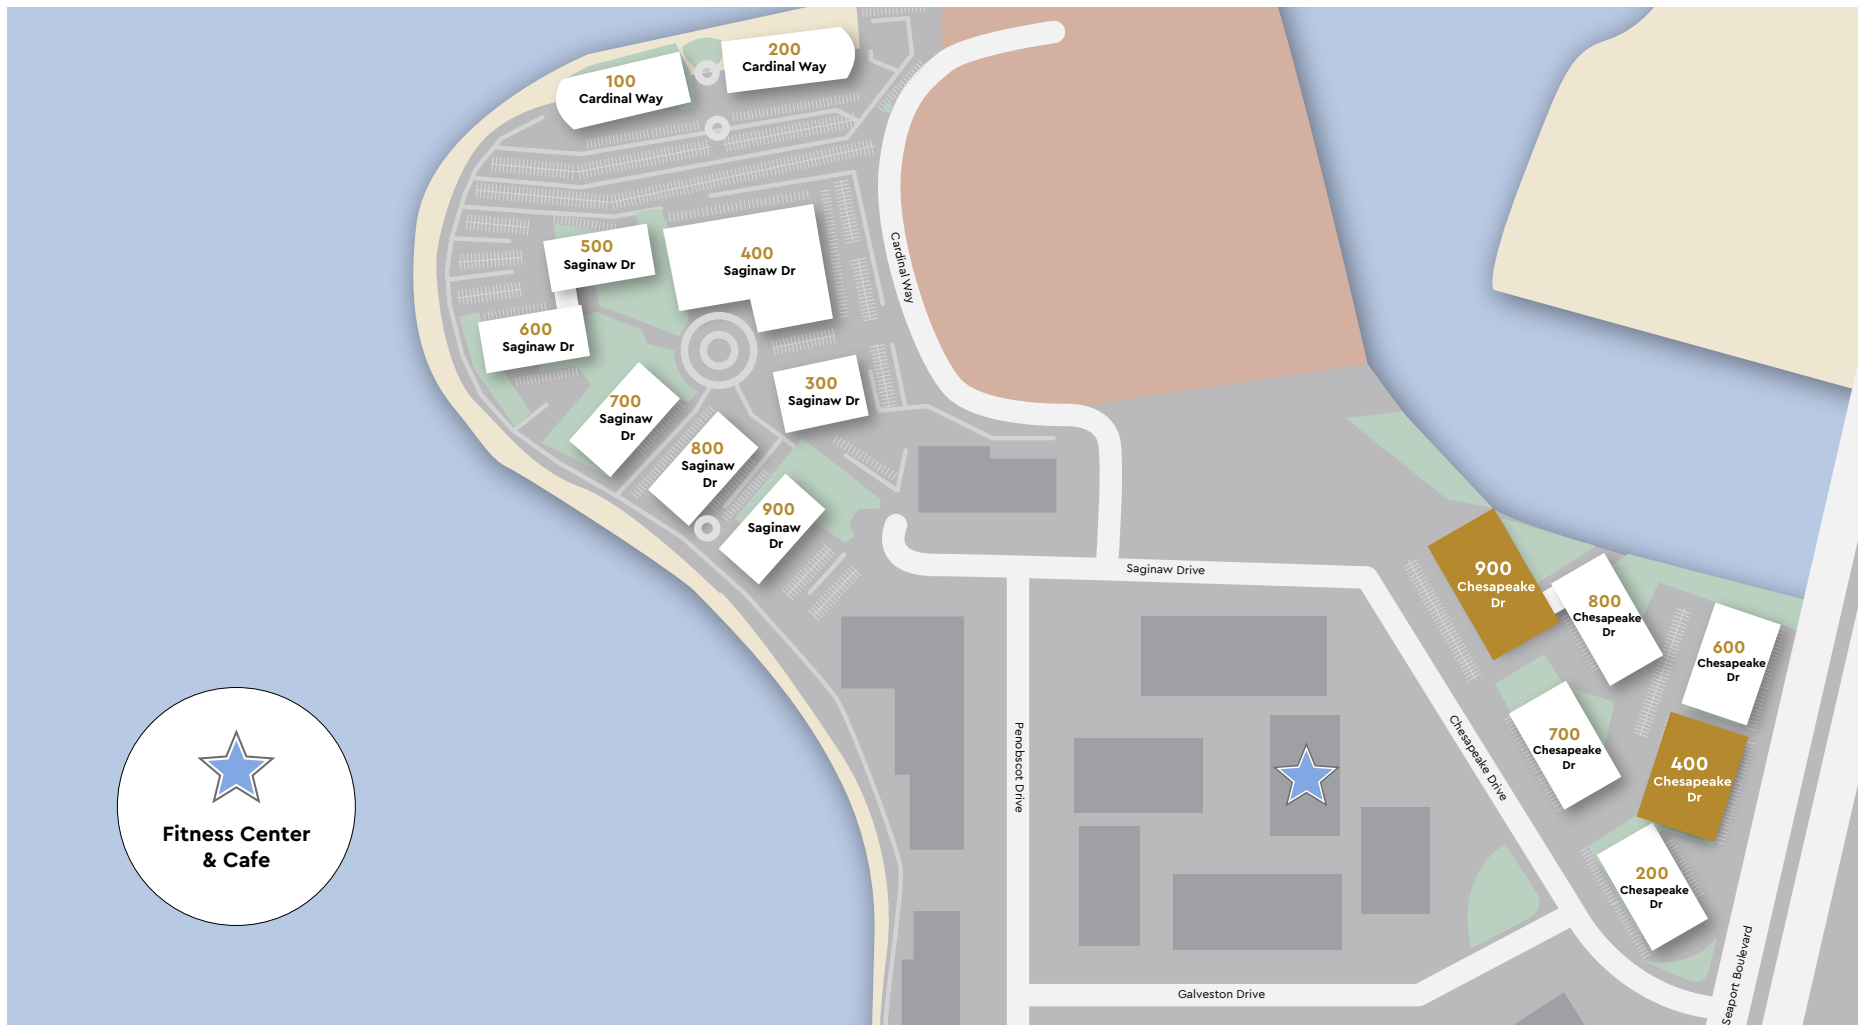 200
Cardinal Way
100
Cardinal Way
500
Saginaw Dr
400
Saginaw Dr
Cardinal Way
600
Saginaw Dr
300
Saginaw Dr
700
Saginaw
Dr
800
Saginaw
Dr
900
Saginaw
Dr
Saginaw Drive
900
Chesapeake
Dr
800
Chesapeake
Dr
600
Chesapeake
Dr
700
Chesapeake
Dr
400
Chesapeake
Dr
Penobscot Drive
Chesapeake Drive
Fitness Center
& Cafe
200
Chesapeake
Dr
Seaport Boulevard
Galveston Drive